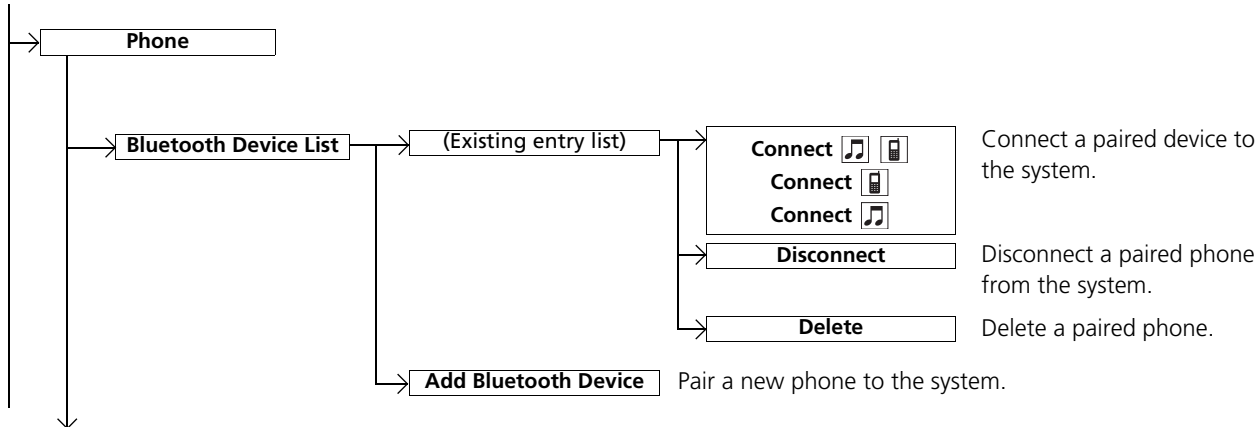 Phone
Bluetooth Device List
(Existing entry list)
Connect
Connect
Connect
Connect a paired device to
the system.
Disconnect
Disconnect a paired phone
from the system.
Delete
Delete a paired phone.
Add Bluetooth Device
Pair a new phone to the system.